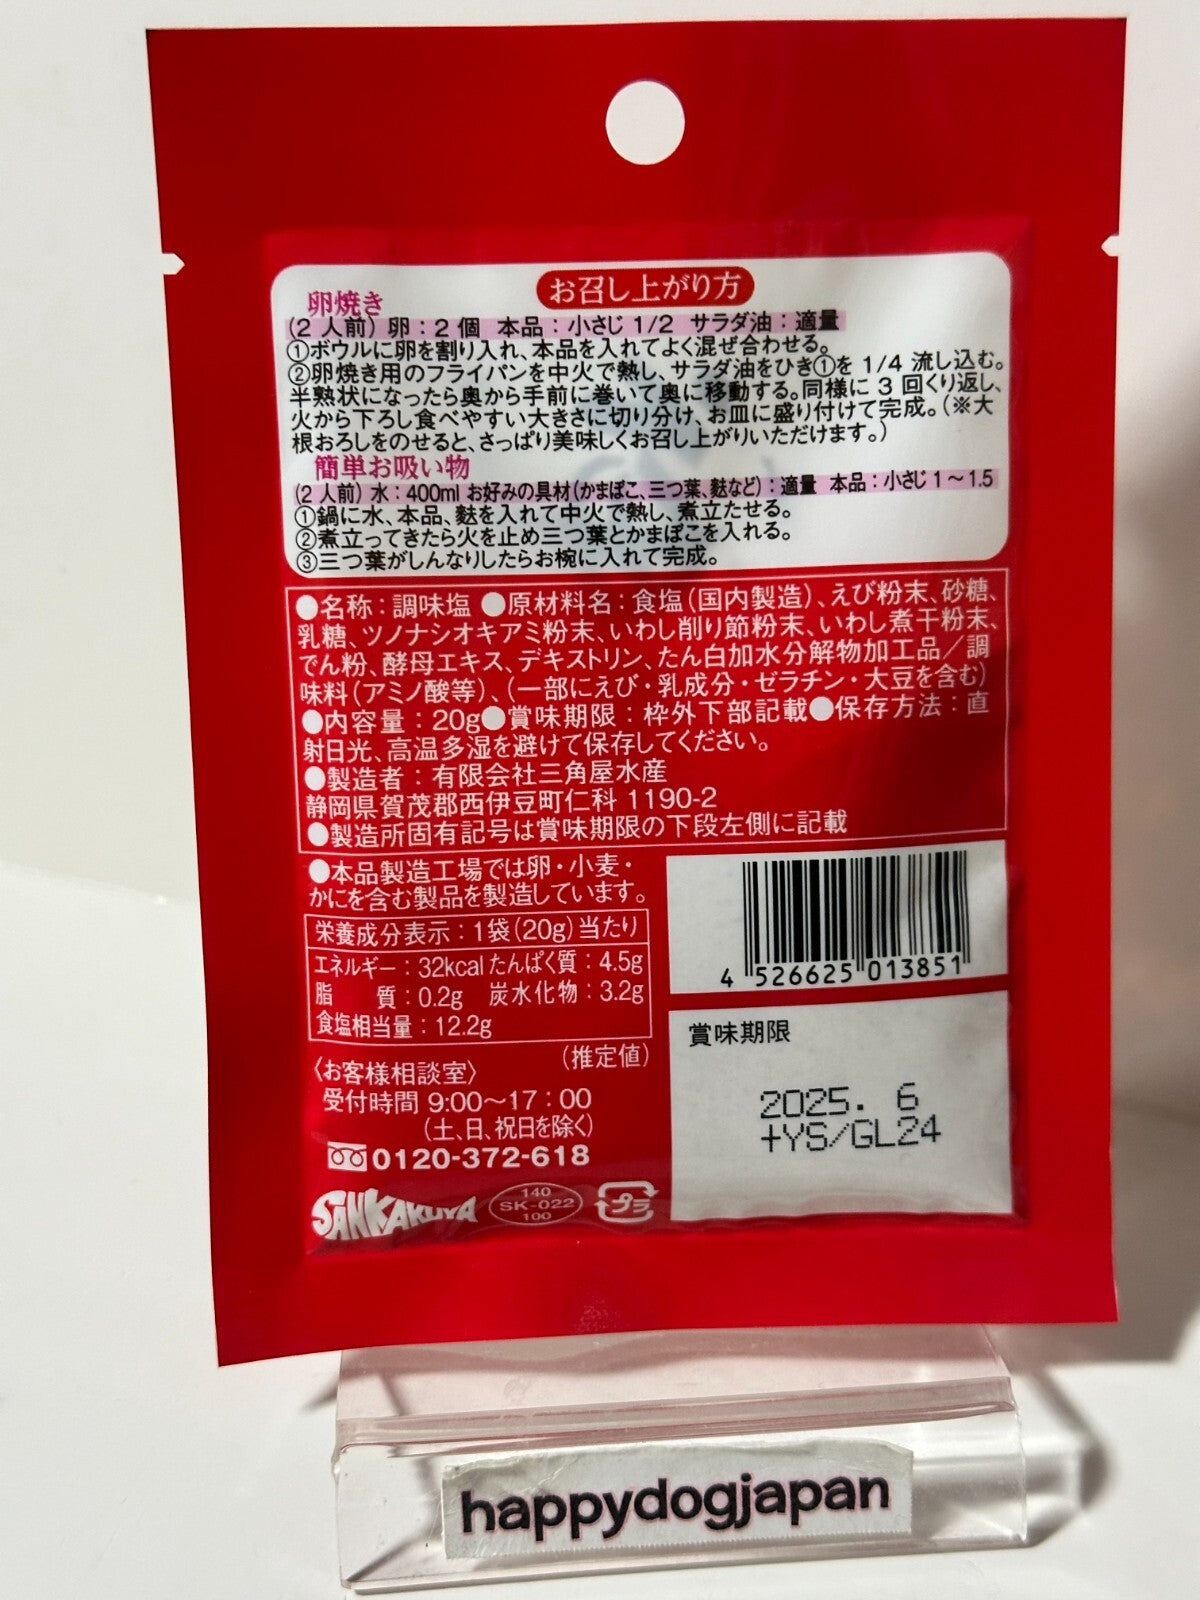 お召し上がり方
卵焼き
(2 人前) 卵：2 個 本品：小さじ 1/2 サラダ油：適量
①ボウルに卵を割り入れ、本品を入れてよく混ぜ合わせる。
②卵焼き用のフライパンを中火で熱し、サラダ油をひき①を 1/4 流し込む。
半熟状になったら奥から手前に巻いて奥に移動する。同様に 3 回くり返し、
火から下ろし食べやすい大きさに切り分け、お皿に盛り付けて完成。(※大
根おろしをのせると、さっぱり美味しくお召し上がりいただけます。)
簡単お吸い物
(2 人前) 水：400ml お好みの具材(かまぼこ、三つ葉、麩など)：適量 本品：小さじ 1～1.5
①鍋に水、本品、麩を入れて中火で熱し、煮立たせる。
②煮立ってきたら火を止め三つ葉とかまぼこを入れる。
③三つ葉がしんなりしたらお椀に入れて完成。
●名称：調味塩 ●原材料名：食塩(国内製造)、えび粉末、砂糖、
乳糖、ツノナシオキアミ粉末、いわし削り節粉末、いわし煮干粉末、
でん粉、酵母エキス、デキストリン、たん白加水分解物加工品／調
味料(アミノ酸等)、(一部にえび・乳成分・ゼラチン・大豆を含む)
●内容量：20g●賞味期限：枠外下部記載●保存方法：直
射日光、高温多湿を避けて保存してください。
●製造者：有限会社三角屋水産
静岡県賀茂郡西伊豆町仁科 1190-2
●製造所固有記号は賞味期限の下段左側に記載
●本品製造工場では卵・小麦・
かにを含む製品を製造しています。
栄養成分表示：1袋(20g)当たり
エネルギー：32kcal たんぱく質：4.5g
脂 質：0.2g 炭水化物：3.2g
食塩相当量：12.2g
(推定値)
〈お客様相談室〉
受付時間 9:00～17：00
(土、日、祝日を除く)
0120-372-618
SANKAKUYA
140
SK-022
100
プラ
4 526625 013851
賞味期限
2025. 6
+YS/GL24
happydogjapan